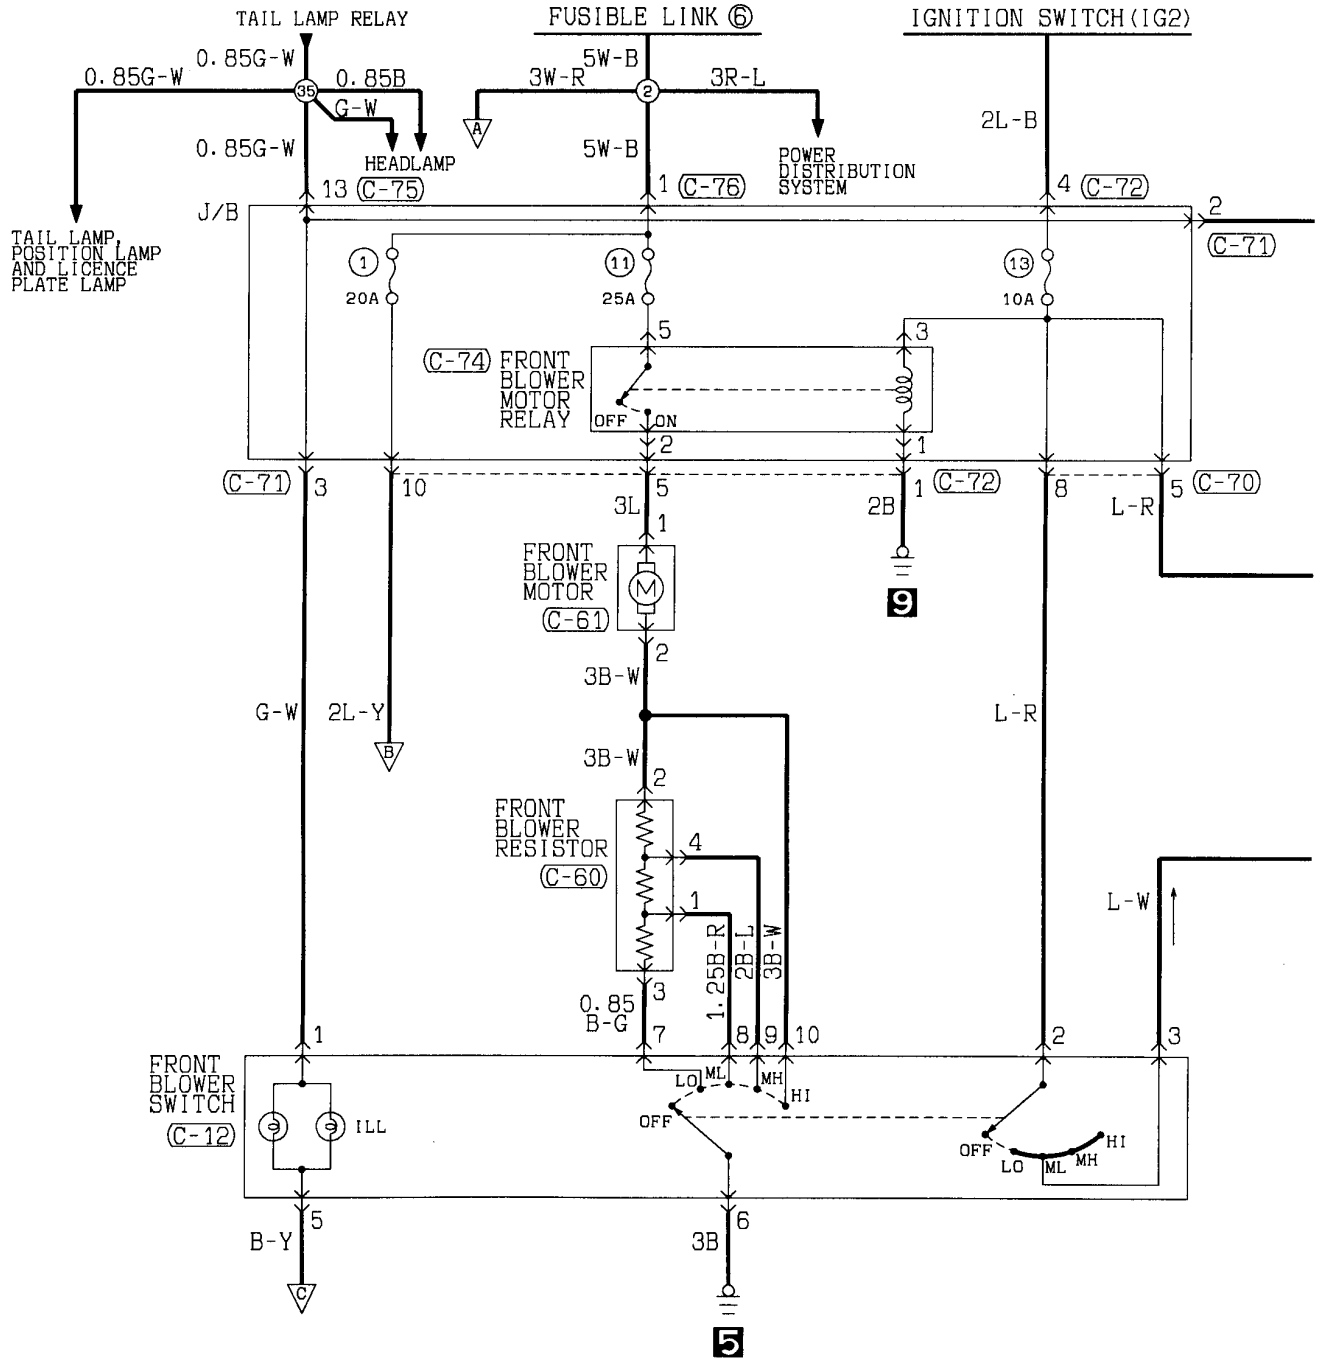 TAIL LAMP RELAY
FUSIBLE LINK ⑥
IGNITION SWITCH(IG2)
0.85G-W
5W-B
0.85G-W
35
0.85B
3W-R
2
3R-L
G-W
A
2L-B
0.85G-W
5W-B
HEADLAMP
POWER
DISTRIBUTION
SYSTEM
13 (C-75)
1 (C-76)
4 (C-72)
J/B
2
(C-71)
TAIL LAMP,
POSITION LAMP
AND LICENCE
PLATE LAMP
1
20A
11
25A
13
10A
5
3
(C-74)
FRONT
BLOWER
MOTOR
RELAY
OFF
ON
2
1
(C-71)
3
10
5
1
(C-72)
8
5
(C-70)
3L
2B
L-R
1
FRONT
BLOWER
MOTOR
M
(C-61)
9
2
3B-W
G-W
2L-Y
L-R
B
3B-W
2
FRONT
BLOWER
RESISTOR
(C-60)
4
1
1.25B-R
2B-L
3B-W
L-W
3
0.85
B-G
1
7
8
9
10
2
3
FRONT
BLOWER
SWITCH
(C-12)
ILL
LO
ML
MH
HI
OFF
OFF
LO
ML
MH
HI
5
6
B-Y
3B
C
5